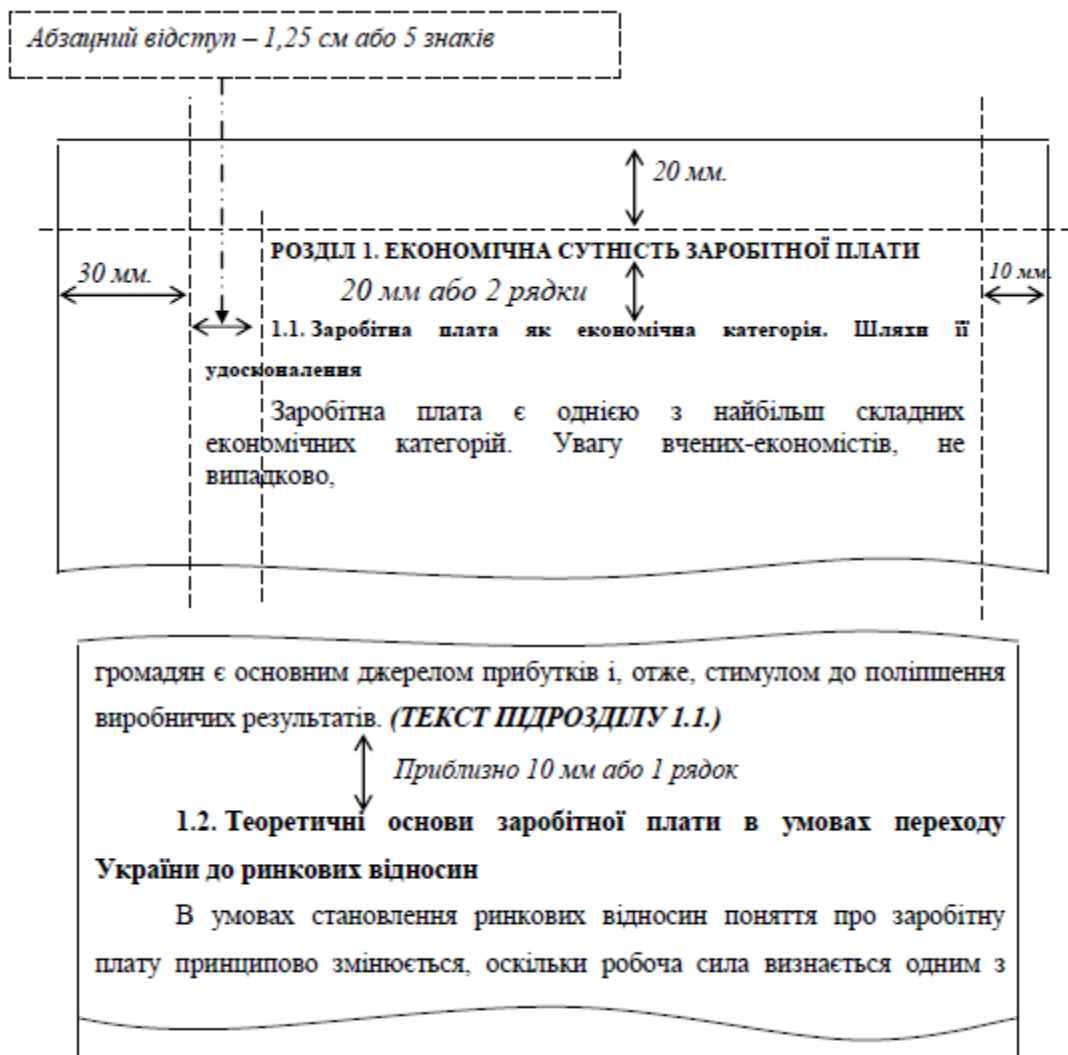 Абзацний відступ – 1,25 см або 5 знаків
20 мм.
РОЗДІЛ 1. ЕКОНОМІЧНА СУТНІСТЬ ЗАРОБІТНОЇ ПЛАТИ
30 мм.
20 мм або 2 рядки
10 мм.
1.1. Заробітна плата як економічна категорія. Шляхи її
удосконалення
Заробітна плата є однією з найбільш складних
економічних категорій. Увагу вчених-економістів, не
випадково,
громадян є основним джерелом прибутків і, отже, стимулом до поліпшення
виробничих результатів. (ТЕКСТ ПІДРОЗДІЛУ 1.1.)
Приблизно 10 мм або 1 рядок
1.2. Теоретичні основи заробітної плати в умовах переходу
України до ринкових відносин
В умовах становлення ринкових відносин поняття про заробітну
плату принципово змінюється, оскільки робоча сила визнається одним з